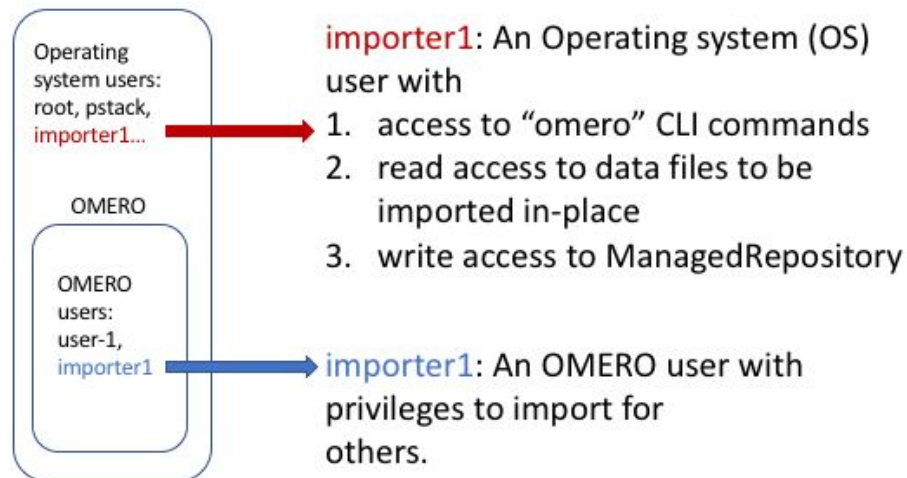 Operating
system users:
root, pstack,
importer1...
OMERO
OMERO
users:
user-1,
importer1
importer1: An Operating system (OS)
user with
1. access to “omero” CLI commands
2. read access to data files to be
imported in-place
3. write access to ManagedRepository
importer1: An OMERO user with
privileges to import for
others.